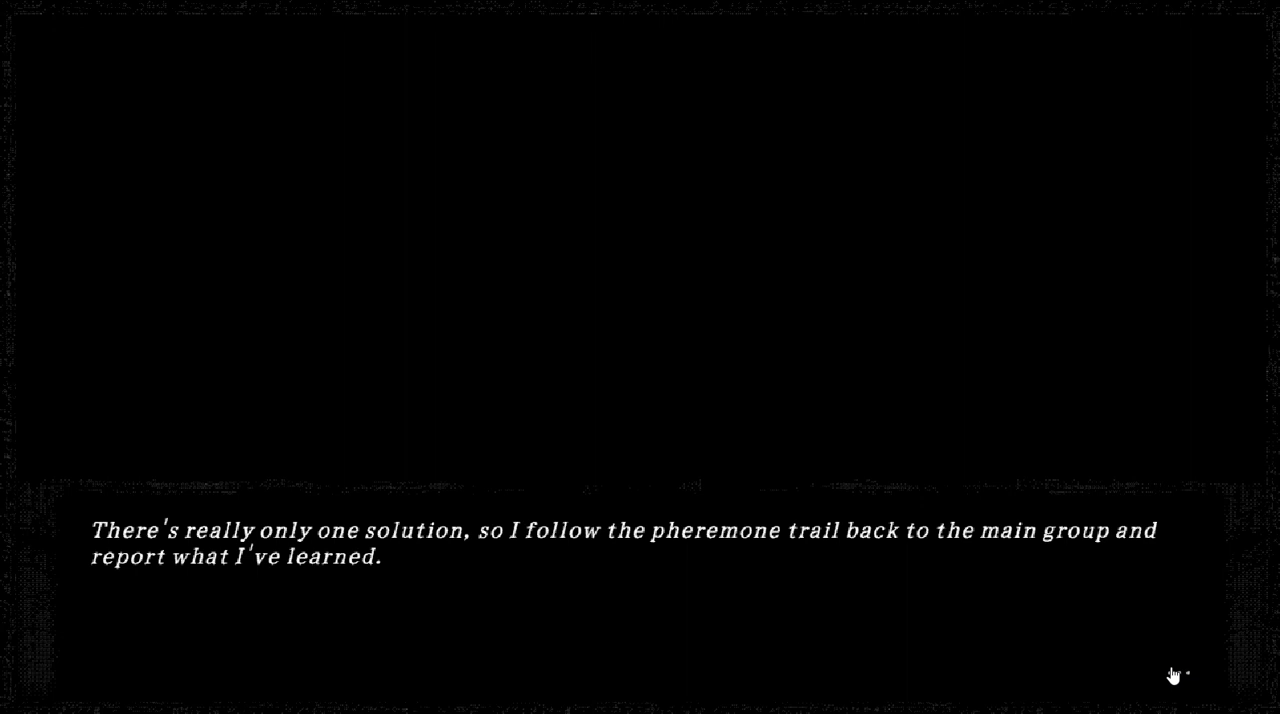 There's really only one solution, so I follow the pheremone trail back to the main group and
report what I've learned.